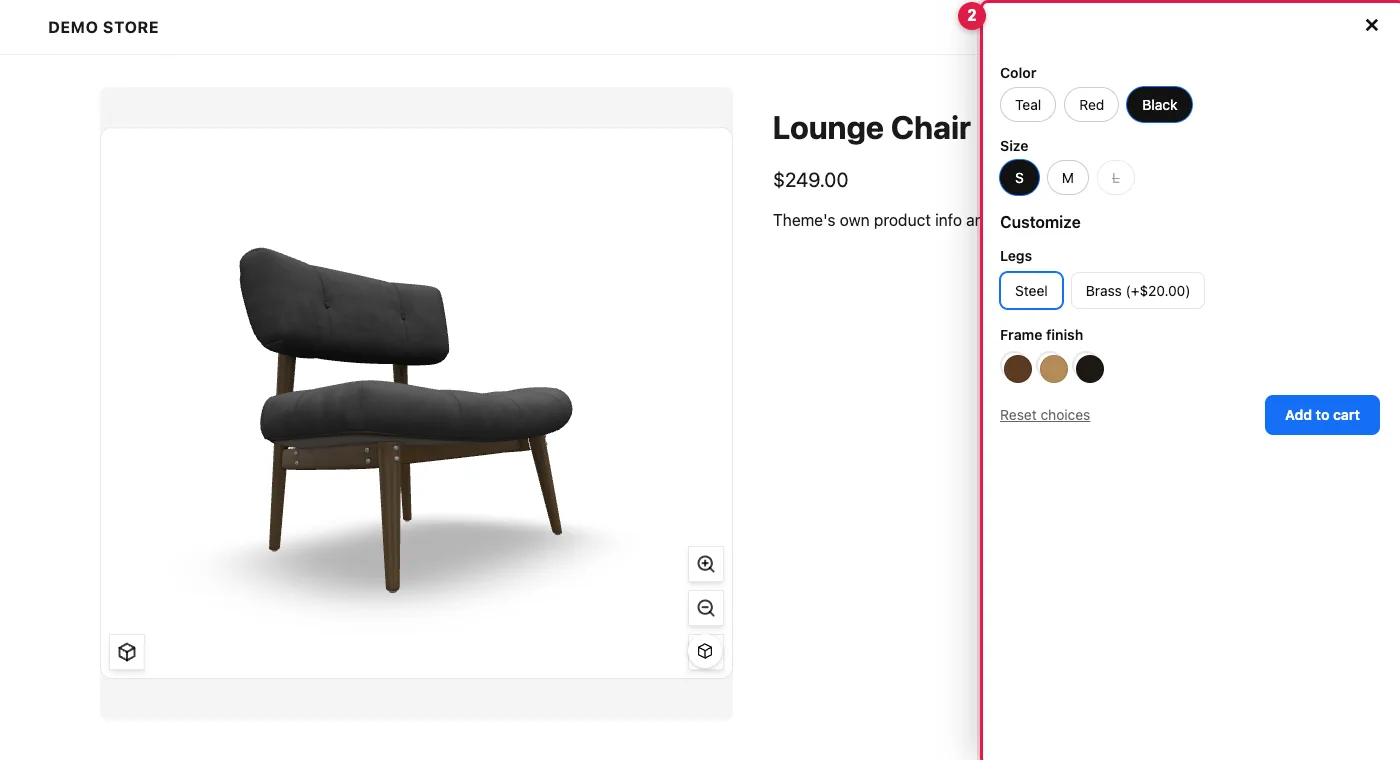 DEMO STORE
2
Lounge Chair
$249.00
Theme's own product info
Color
Teal Red Black
Size
S M L
Customize
Legs
Steel Brass (+$20.00)
Frame finish
Reset choices Add to cart